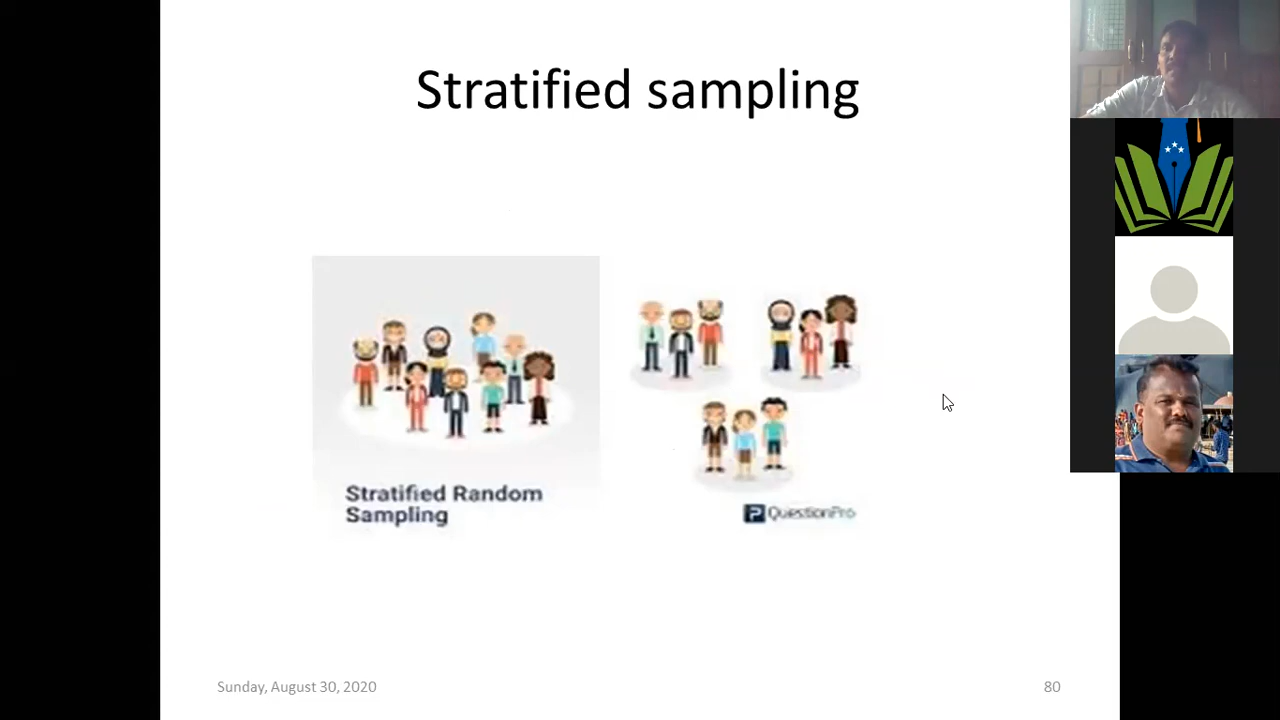 Stratified sampling
Stratified Random
Sampling
QuestionPro
Sunday, August 30, 2020
80